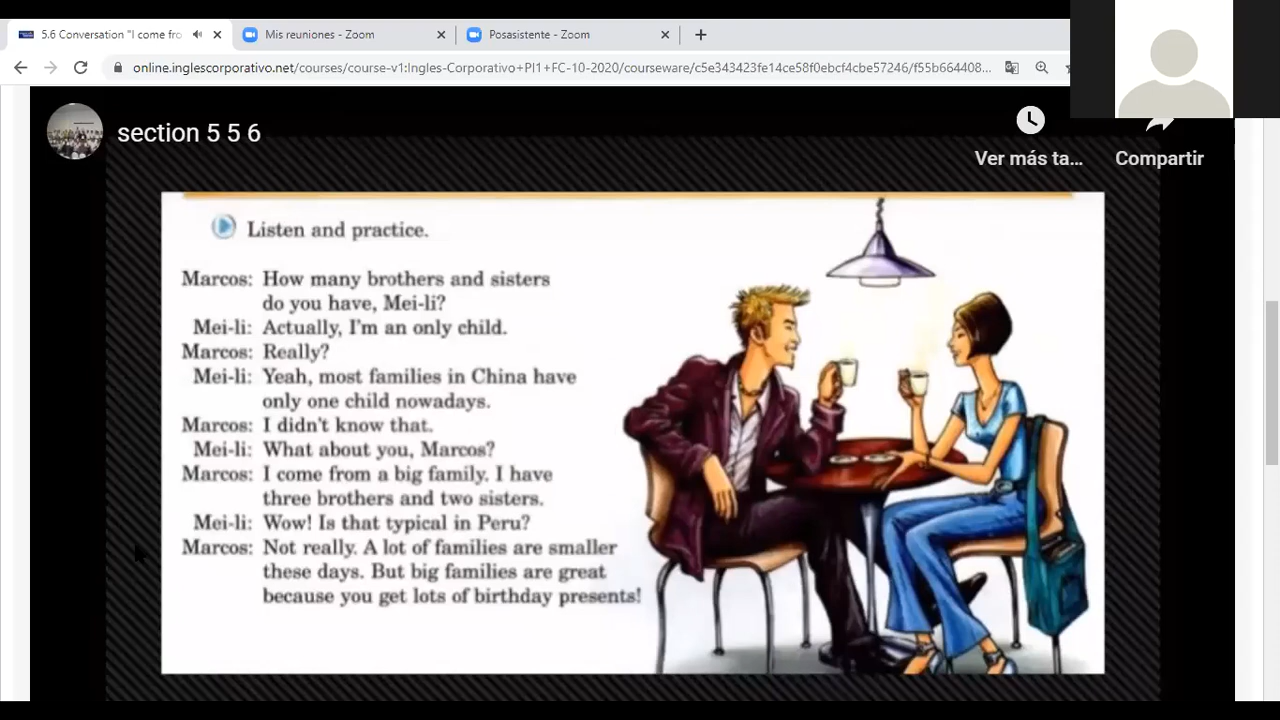 5.6 Conversation "I come fro
Mis reuniones - Zoom
Posasistente - Zoom
online.inglescorporativo.net/courses/course-v1:Ingles-Corporativo+PI1+FC-10-2020/courseware/c5e343423fe14ce58f0ebcf4cbe57246/f55b664408...
section 5 5 6
Ver más ta...
Compartir
Listen and practice.
Marcos: How many brothers and sisters
do you have, Mei-li?
Mei-li: Actually, I'm an only child.
Marcos: Really?
Mei-li: Yeah, most families in China have
only one child nowadays.
Marcos: I didn't know that.
Mei-li: What about you, Marcos?
Marcos: I come from a big family. I have
three brothers and two sisters.
Mei-li: Wow! Is that typical in Peru?
Marcos: Not really. A lot of families are smaller
these days. But big families are great
because you get lots of birthday presents!